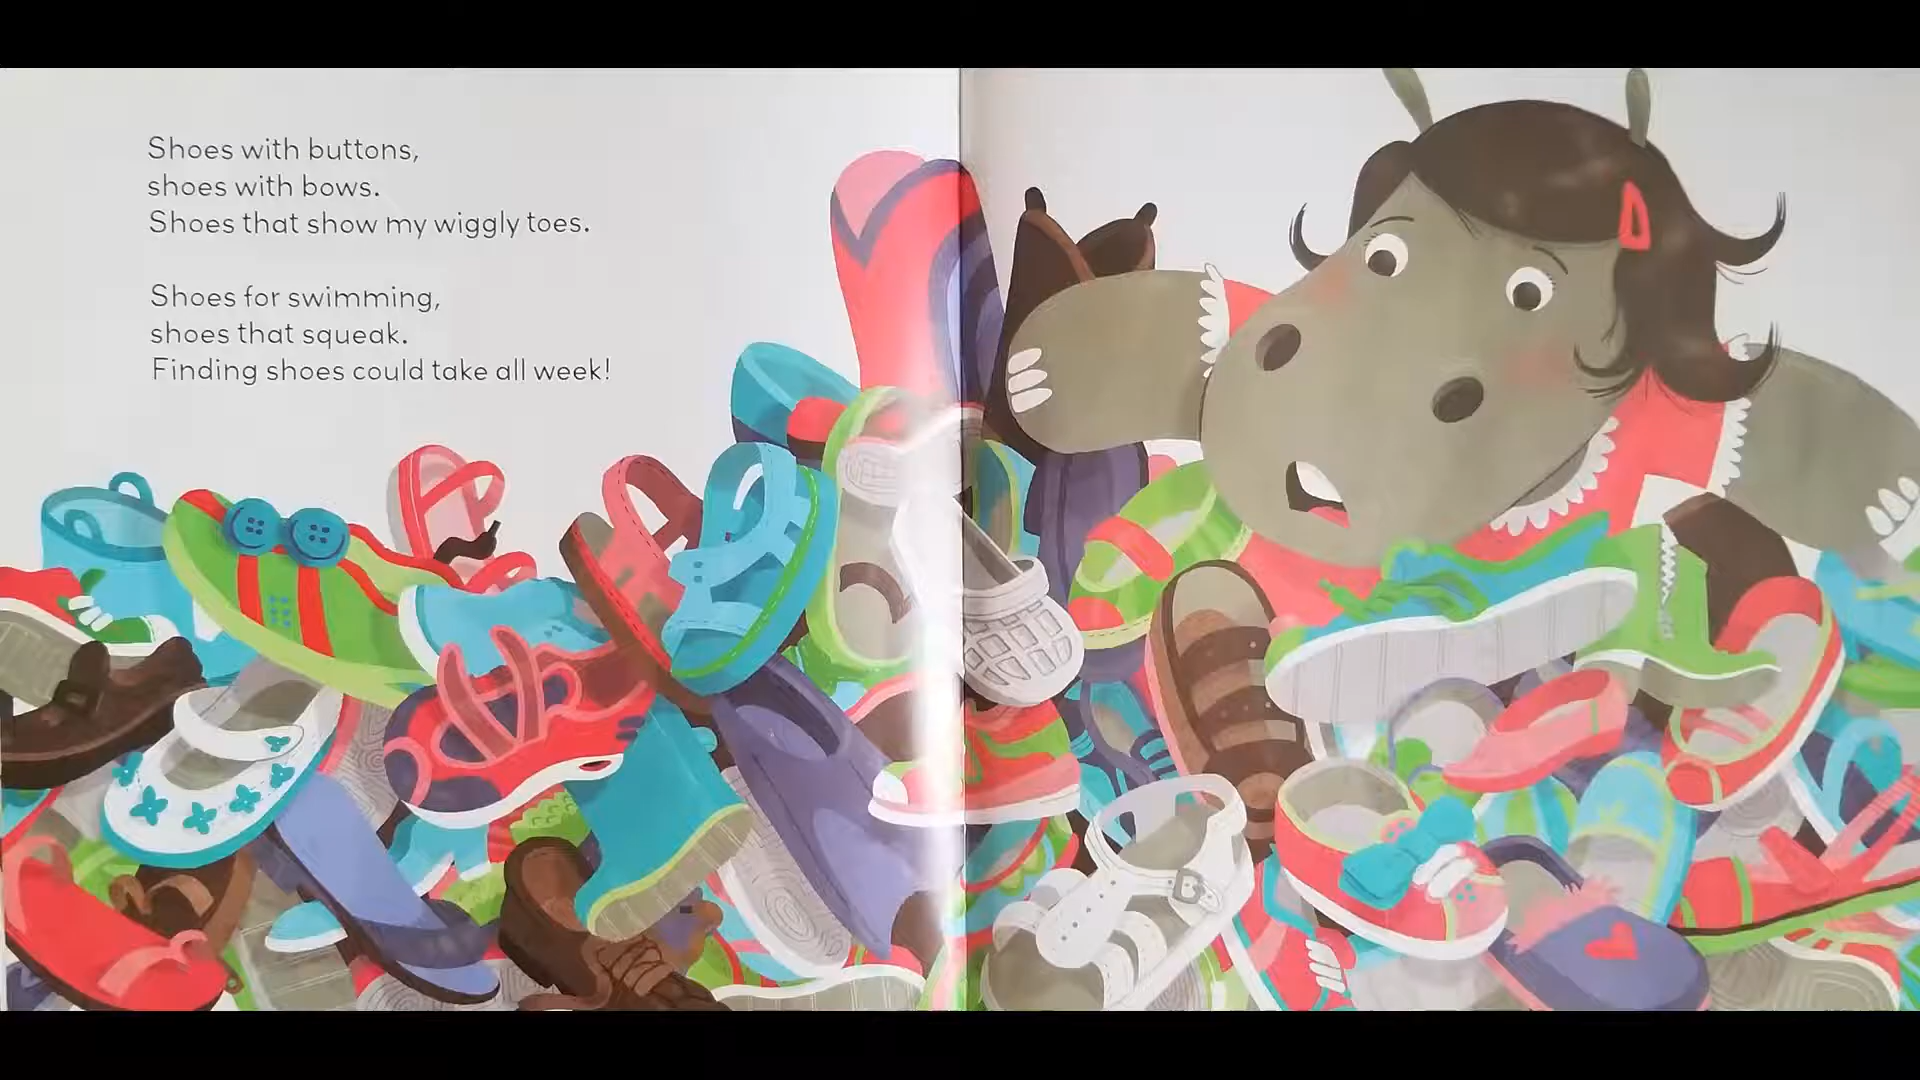 Shoes with buttons,
shoes with bows.
Shoes that show my wiggly toes.
Shoes for swimming,
shoes that squeak.
Finding shoes could take all week!